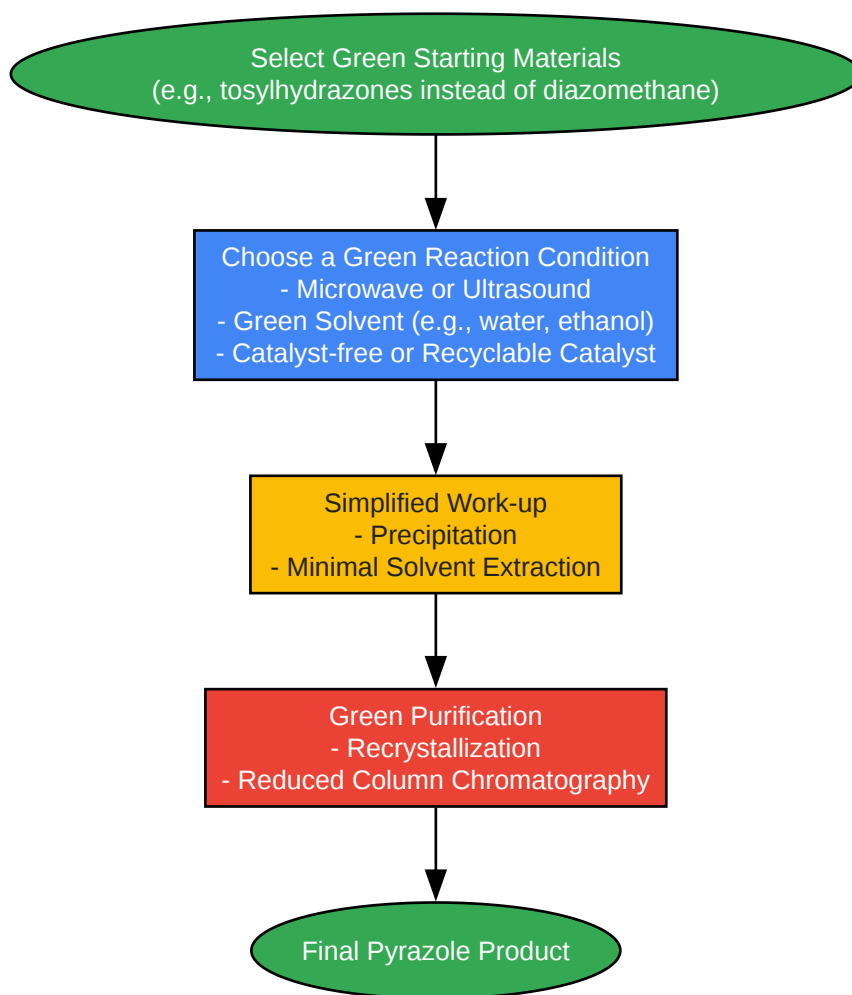 Select Green Starting Materials
(e.g., tosylhydrazones instead of diazomethane)
Choose a Green Reaction Condition
- Microwave or Ultrasound
- Green Solvent (e.g., water, ethanol)
- Catalyst-free or Recyclable Catalyst
Simplified Work-up
- Precipitation
- Minimal Solvent Extraction
Green Purification
- Recrystallization
- Reduced Column Chromatography
Final Pyrazole Product